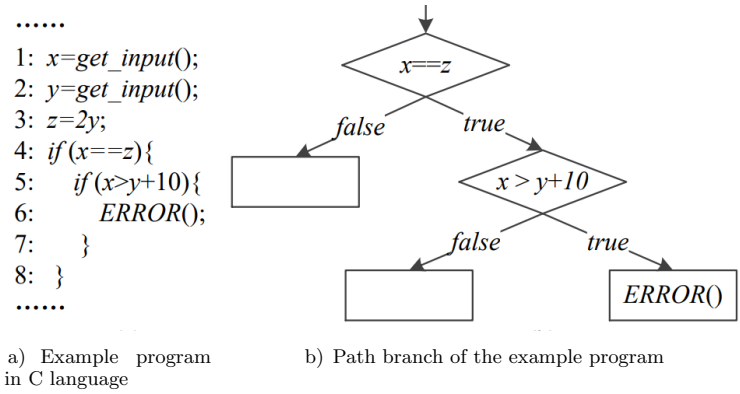 ······
1: x=get_input();
2: y=get_input();
3: z=2y;
4: if (x==z){
5: if (x>y+10){
6: ERROR();
7: }
8: }
······
x==z
false
true
x > y+10
false
true
ERROR()
a) Example program
in C language
b) Path branch of the example program